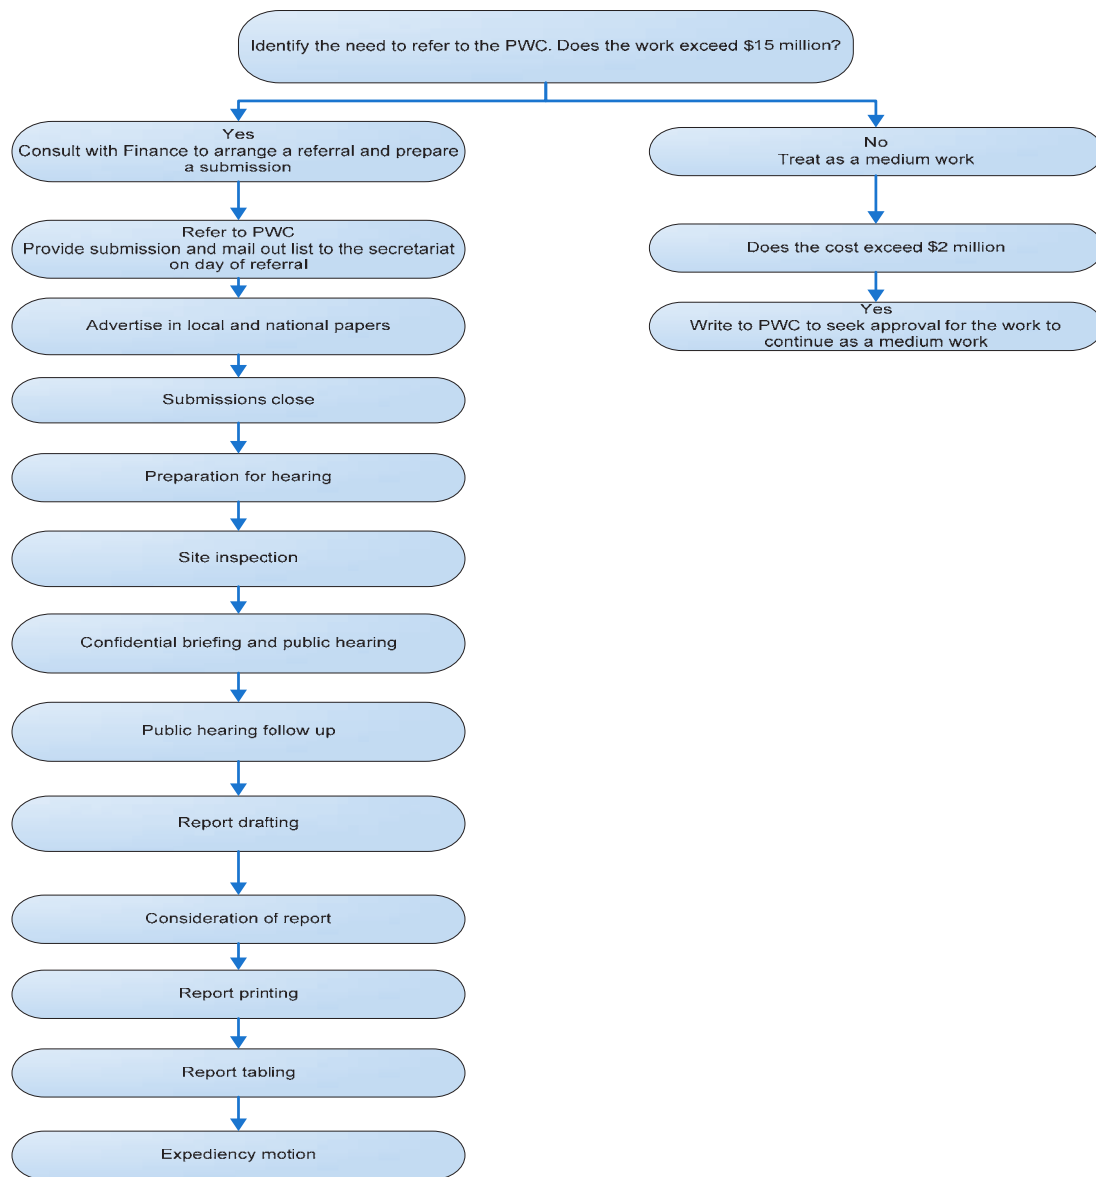 Identify the need to refer to the PWC. Does the work exceed $15 million?
Yes
Consult with Finance to arrange a referral and prepare
a submission
No
Treat as a medium work
Refer to PWC
Provide submission and mail out list to the secretariat
on day of referral
Does the cost exceed $2 million
Advertise in local and national papers
Yes
Write to PWC to seek approval for the work to
continue as a medium work
Submissions close
Preparation for hearing
Site inspection
Confidential briefing and public hearing
Public hearing follow up
Report drafting
Consideration of report
Report printing
Report tabling
Expediency motion